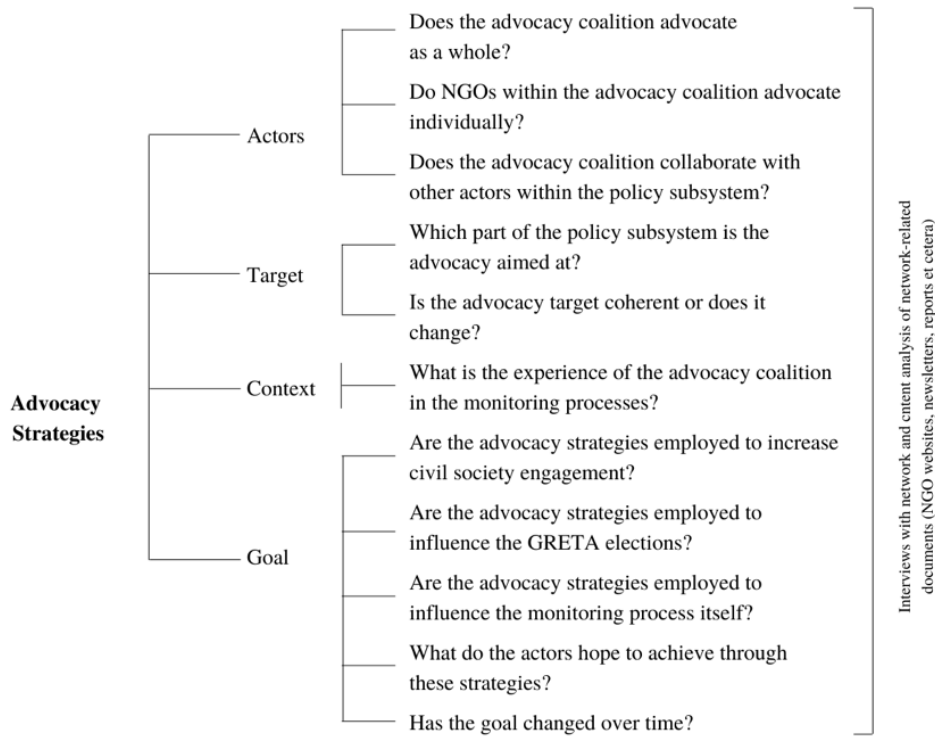 Advocacy
Strategies
Actors
Does the advocacy coalition advocate
as a whole?
Do NGOs within the advocacy coalition advocate
individually?
Does the advocacy coalition collaborate with
other actors within the policy subsystem?
Target
Which part of the policy subsystem is the
advocacy aimed at?
Is the advocacy target coherent or does it
change?
Context
What is the experience of the advocacy coalition
in the monitoring processes?
Goal
Are the advocacy strategies employed to increase
civil society engagement?
Are the advocacy strategies employed to
influence the GRETA elections?
Are the advocacy strategies employed to
influence the monitoring process itself?
What do the actors hope to achieve through
these strategies?
Has the goal changed over time?
Interviews with network and cntent analysis of network-related
documents (NGO websites, newsletters, reports et cetera)